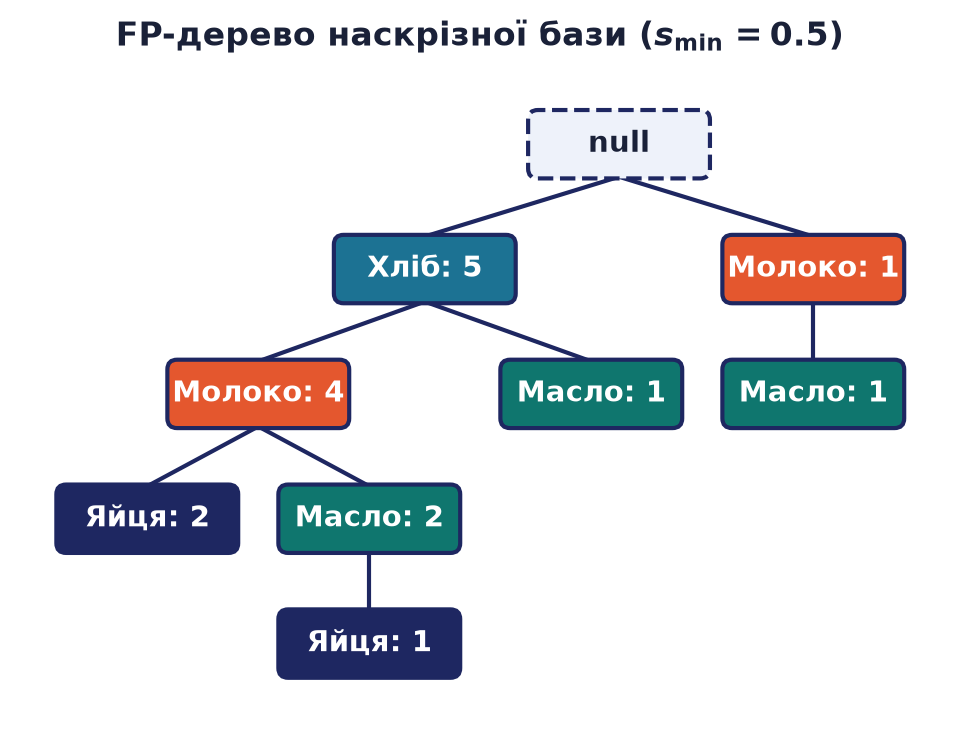 FP-дерево наскрізної бази (s_min = 0.5)
null
Хліб: 5
Молоко: 1
Молоко: 4
Масло: 1
Масло: 1
Яйця: 2
Масло: 2
Яйця: 1